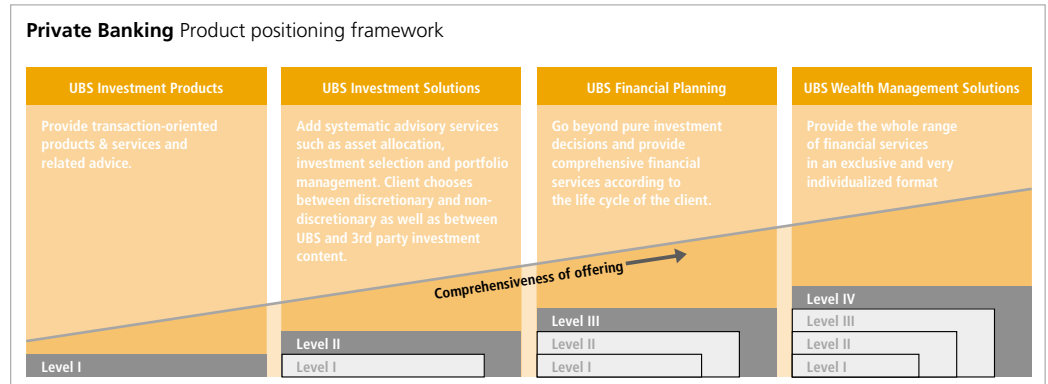 Private Banking Product positioning framework
UBS Investment Products
Provide transaction-oriented
products & services and
related advice.
Level I
UBS Investment Solutions
Add systematic advisory services
such as asset allocation,
investment selection and portfolio
management. Client chooses
between discretionary and non-
discretionary as well as between
UBS and 3rd party investment
content.
Level II
Level I
UBS Financial Planning
Go beyond pure investment
decisions and provide
comprehensive financial
services according to
the life cycle of the client.
Level III
Level II
Level I
UBS Wealth Management Solutions
Provide the whole range
of financial services
in an exclusive and very
individualized format
Level IV
Level III
Level II
Level I
Comprehensiveness of offering